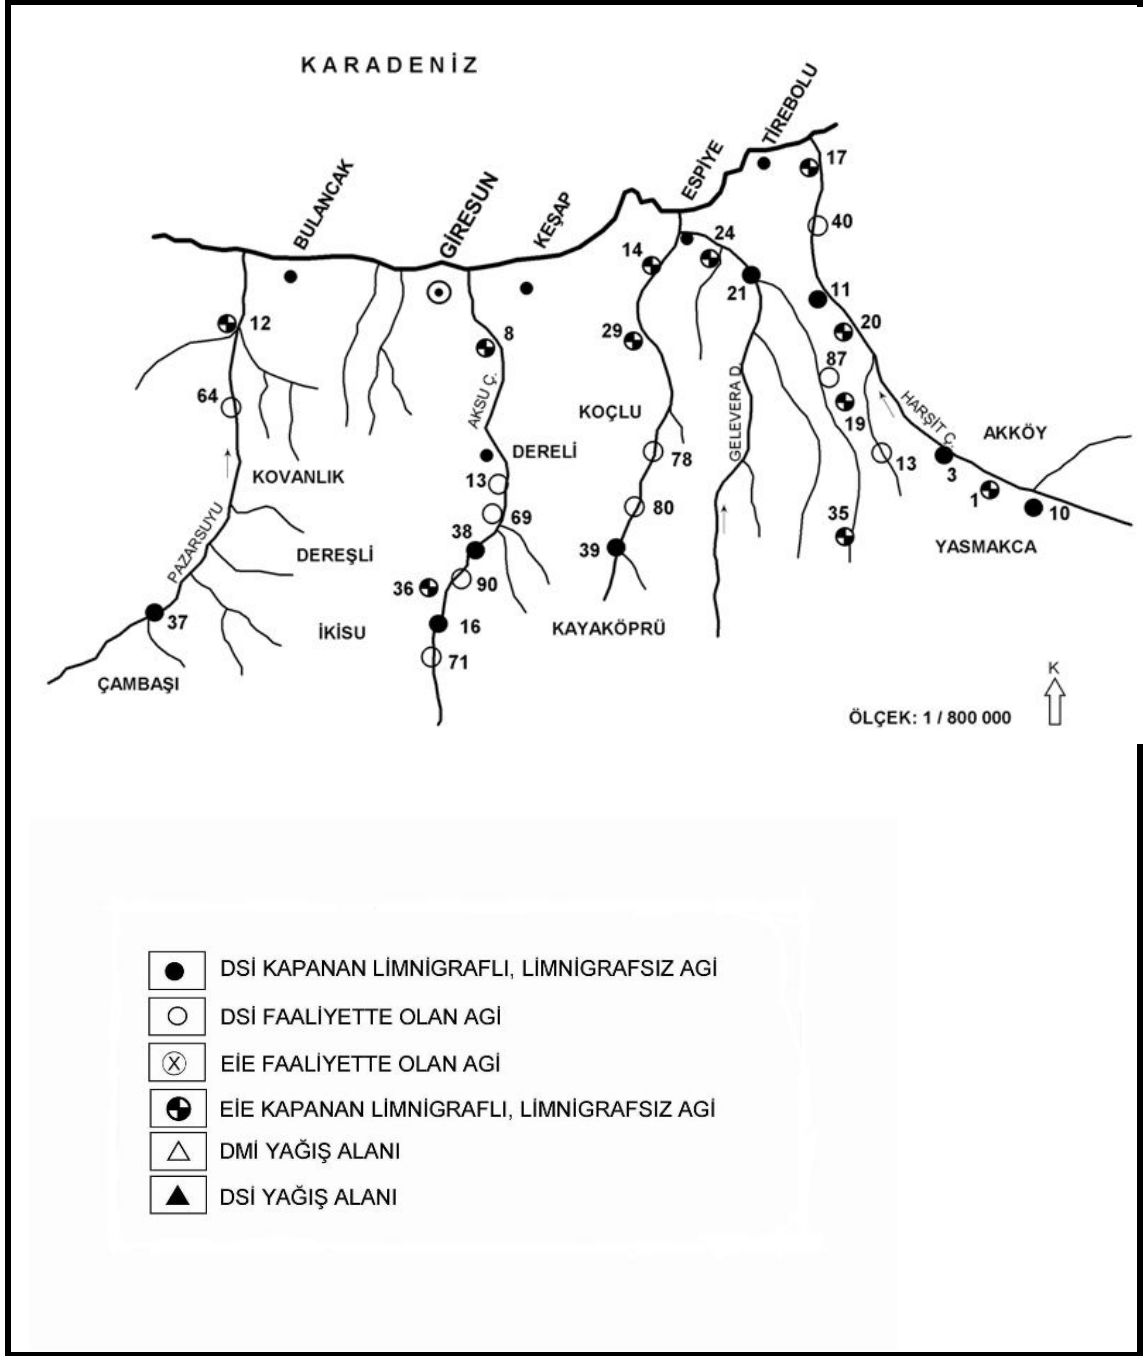 KARADENİZ
TİREBOLU
ESPİYE
17
BULANCAK
GİRESUN
KEŞAP
40
24
14
21
11
12
8
20
29
87
64
AKSU Ç.
KOÇLU
GELEVERA D.
19
HARŞİT Ç.
AKKÖY
DERELİ
78
13
3
KOVANLIK
13
1
80
69
35
10
PAZARSUYU
DEREŞLİ
38
39
YASMAKCA
36
90
37
İKİSU
16
KAYAKÖPRÜ
71
ÇAMBAŞI
K
ÖLÇEK: 1 / 800 000
DSİ KAPANAN LİMNİGRAFLI, LİMNİGRAFSIZ AGİ
DSİ FAALİYETTE OLAN AGİ
X EİE FAALİYETTE OLAN AGİ
EİE KAPANAN LİMNİGRAFLI, LİMNİGRAFSIZ AGİ
DMİ YAĞIŞ ALANI
DSİ YAĞIŞ ALANI